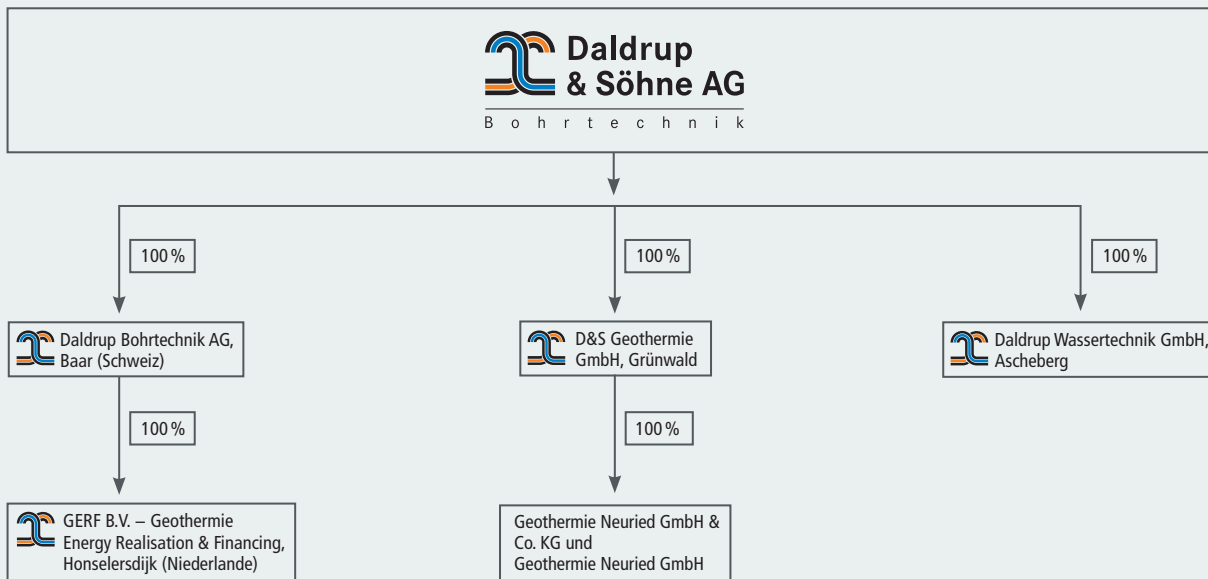 Daldrup
& Söhne AG
Bohrtechnik
100 %
100 %
100 %
Daldrup Bohrtechnik AG,
Baar (Schweiz)
D&S Geothermie
GmbH, Grünwald
Daldrup Wassertechnik GmbH,
Ascheberg
100 %
100 %
GERF B.V. – Geothermie
Energy Realisation & Financing,
Honselersdijk (Niederlande)
Geothermie Neuried GmbH &
Co. KG und
Geothermie Neuried GmbH